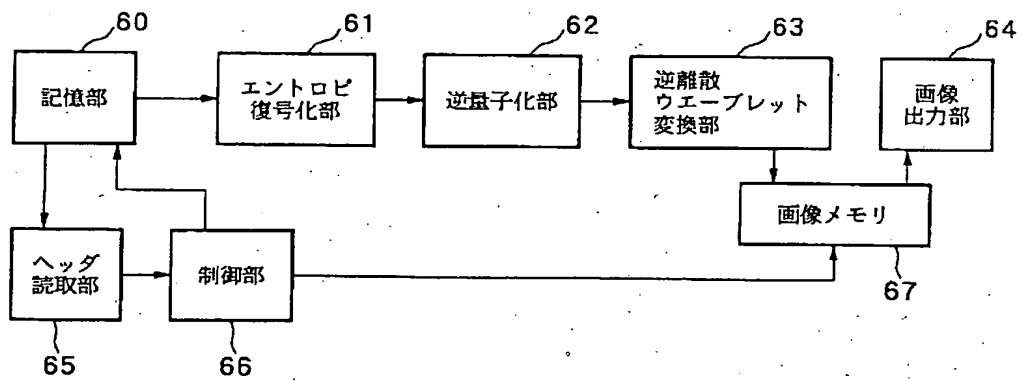 60
61
62
63
64
記憶部
エントロピ
復号化部
逆量子化部
逆離散
ウエーブレット
変換部
画像
出力部
画像メモリ
67
ヘッダ
読取部
制御部
65
66